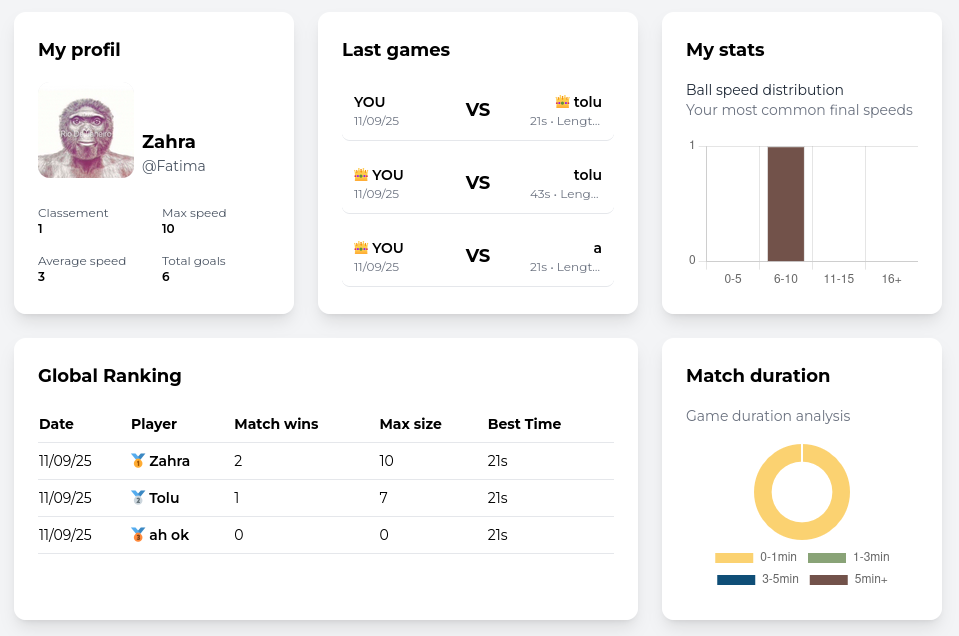 My profil
Rio De Janeiro
Zahra
@Fatima
Classement
1
Max speed
10
Average speed
3
Total goals
6
Last games
YOU VS 👑 tolu
11/09/25 21s • Lengt...
👑 YOU VS tolu
11/09/25 43s • Leng...
👑 YOU VS a
11/09/25 21s • Lengt...
My stats
Ball speed distribution
Your most common final speeds
1
0
0-5 6-10 11-15 16+
Global Ranking
Date Player Match wins Max size Best Time
11/09/25 🥇 Zahra 2 10 21s
11/09/25 🥈 Tolu 1 7 21s
11/09/25 🥉 ah ok 0 0 21s
Match duration
Game duration analysis
0-1min 1-3min
3-5min 5min+